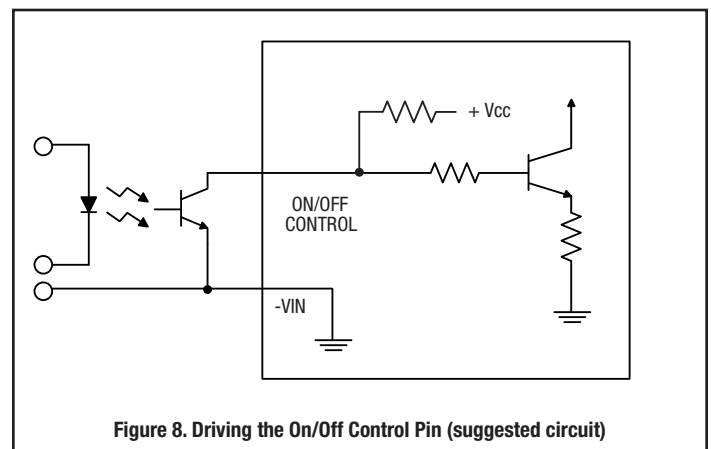 + Vcc
ON/OFF
CONTROL
-VIN
Figure 8. Driving the On/Off Control Pin (suggested circuit)